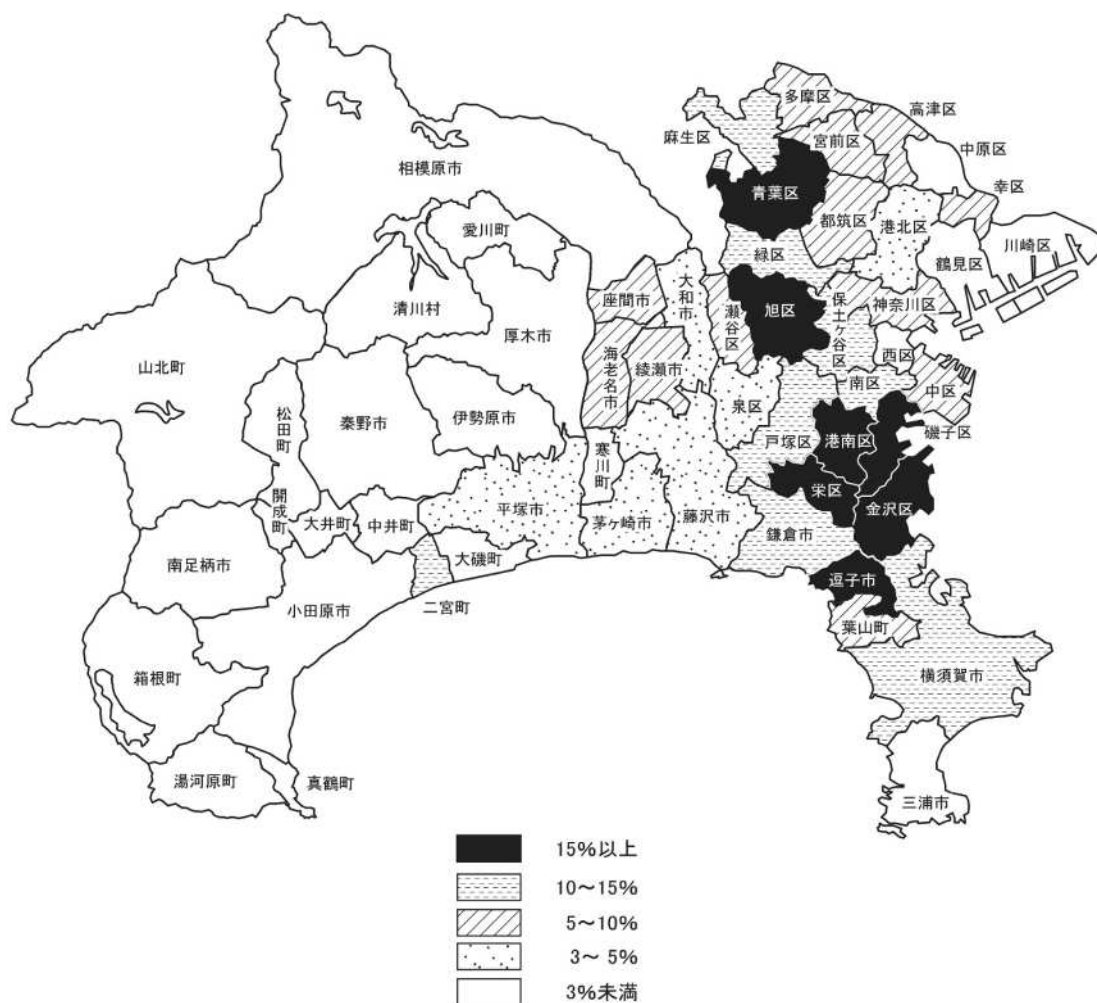 多摩区
高津区
麻生区
宮前区
中原区
相模原市
青葉区
幸区
都筑区
港北区
川崎区
愛川町
緑区
鶴見区
大和市
座間市
瀬谷区
旭区
保土ヶ谷区
神奈川区
清川村
厚木市
西区
海老名市
綾瀬市
山北町
南区
中区
松田町
秦野市
伊勢原市
泉区
磯子区
戸塚区
港南区
寒川町
栄区
開成町
金沢区
大井町
中井町
平塚市
茅ヶ崎市
藤沢市
鎌倉市
南足柄市
大磯町
逗子市
小田原市
二宮町
葉山町
箱根町
横須賀市
湯河原町
真鶴町
三浦市
15%以上
10～15%
5～10%
3～ 5%
3%未満